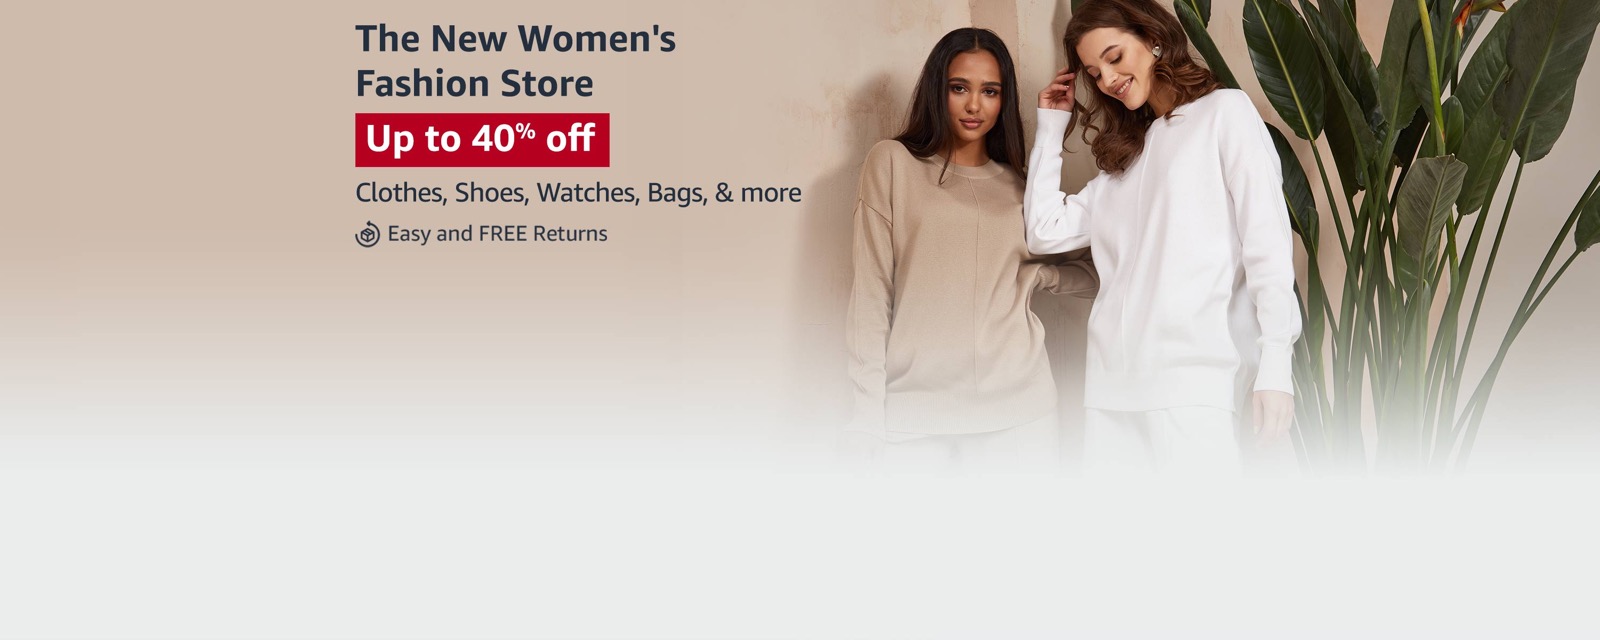 The New Women's
Fashion Store
Up to 40% off
Clothes, Shoes, Watches, Bags, & more
Easy and FREE Returns